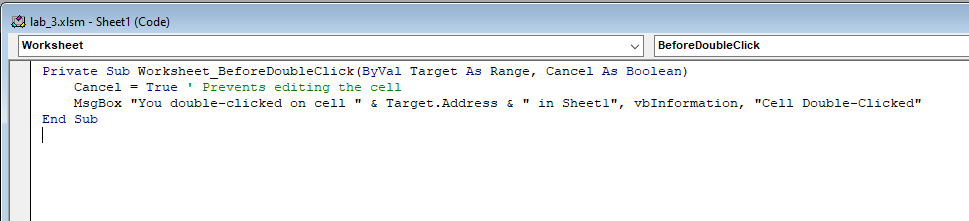 lab_3.xlsm - Sheet1 (Code)
Worksheet BeforeDoubleClick
Private Sub Worksheet_BeforeDoubleClick(ByVal Target As Range, Cancel As Boolean)
    Cancel = True ' Prevents editing the cell
    MsgBox "You double-clicked on cell " & Target.Address & " in Sheet1", vbInformation, "Cell Double-Clicked"
End Sub